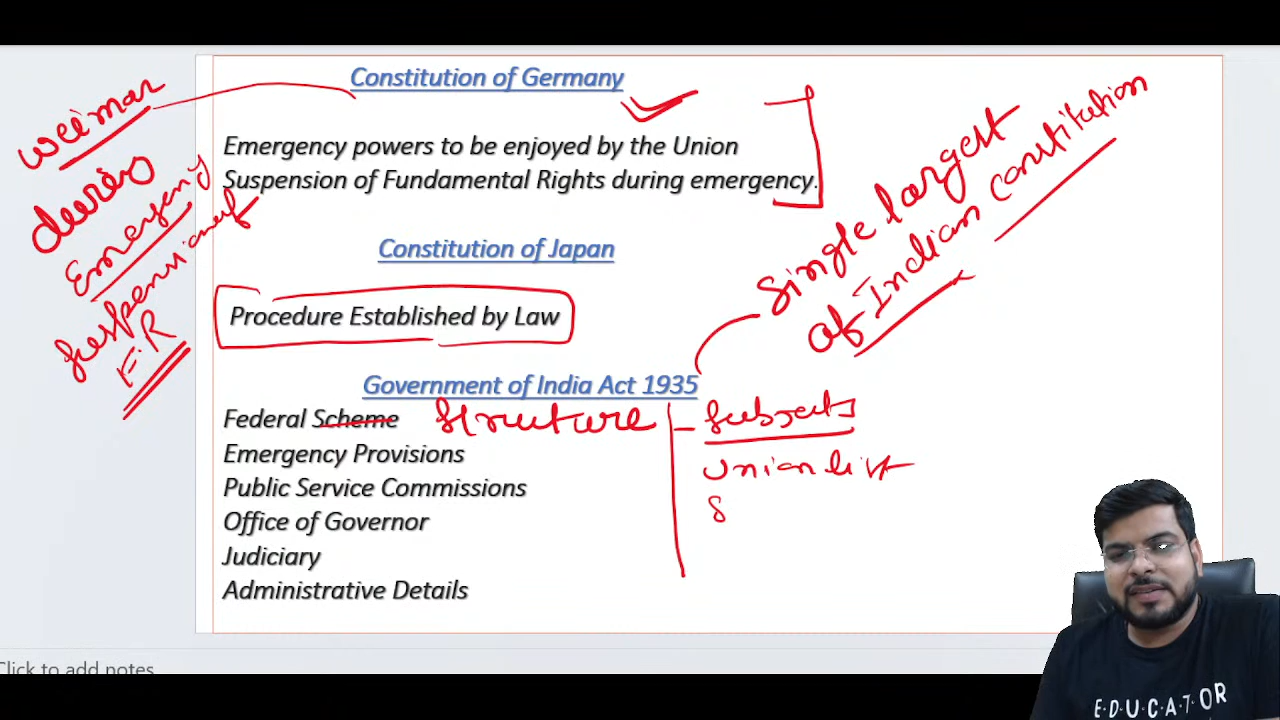 Constitution of Germany
Emergency powers to be enjoyed by the Union
Suspension of Fundamental Rights during emergency.
Weimar
Emergency
F.R
Constitution of Japan
Procedure Established by Law
single largest
of Indian constitution
Government of India Act 1935
Federal Scheme
Emergency Provisions
Public Service Commissions
Office of Governor
Judiciary
Administrative Details
subjects
union list
S
Click to add notes
E·D·U·C·A·T·O·R